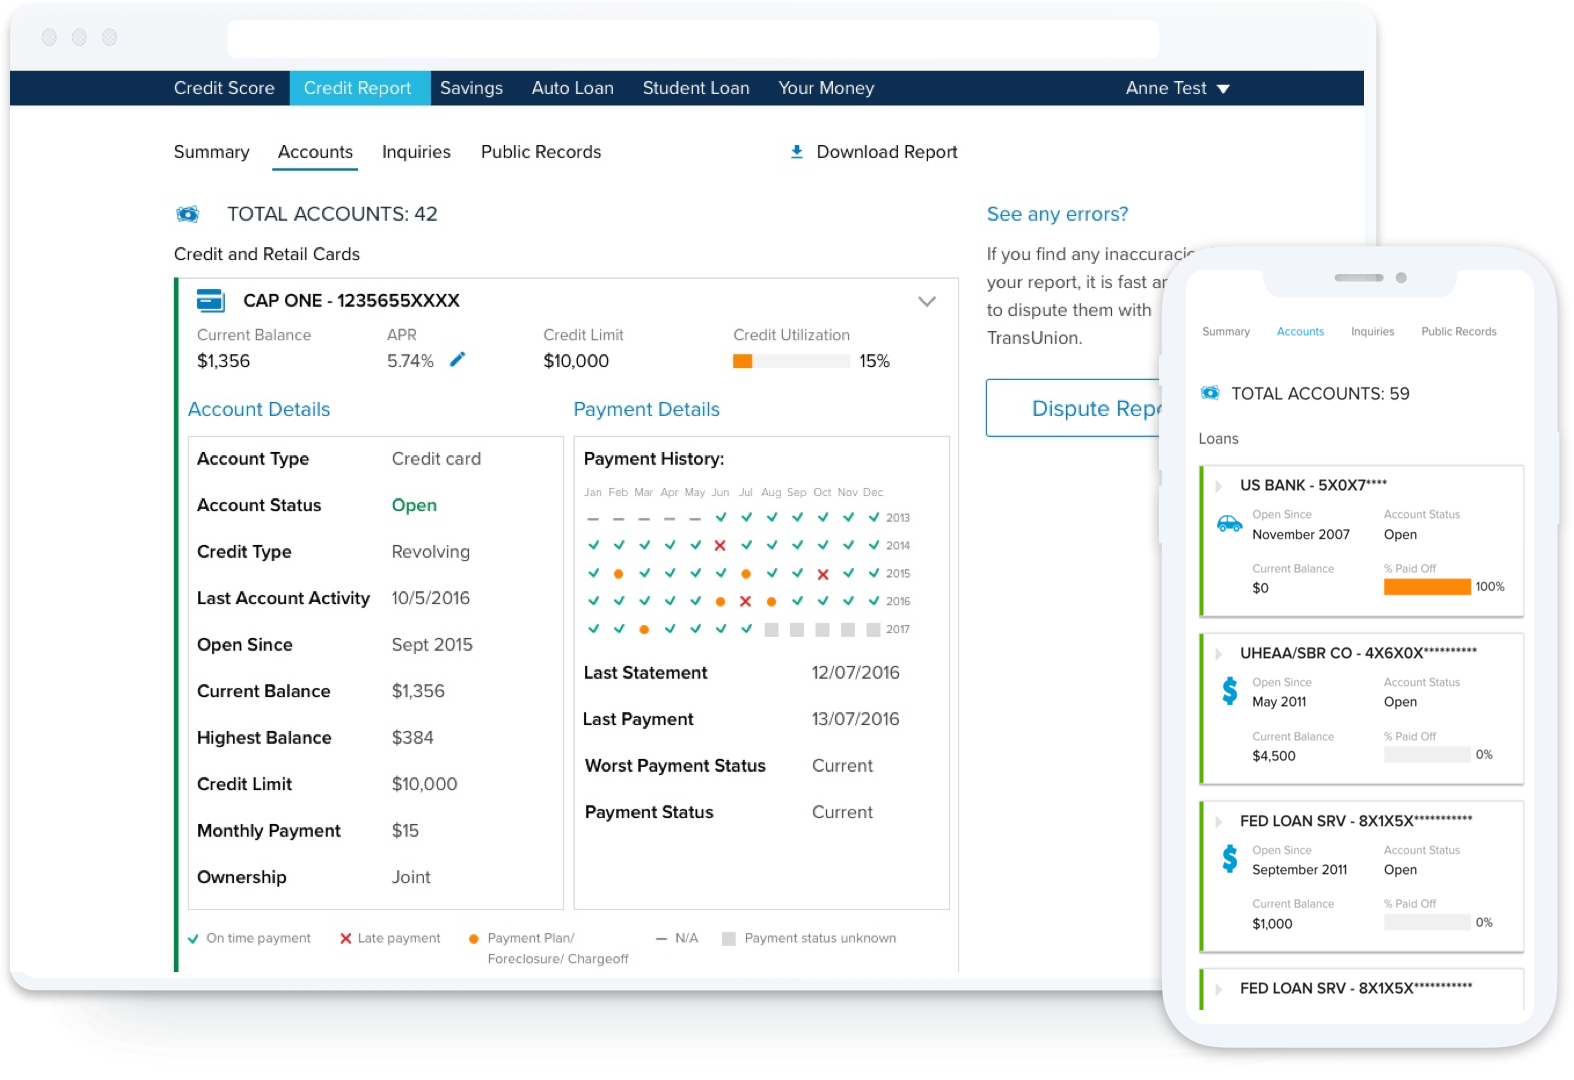 Credit Score Credit Report Savings Auto Loan Student Loan Your Money Anne Test
Summary Accounts Inquiries Public Records Download Report
TOTAL ACCOUNTS: 42
Credit and Retail Cards
CAP ONE - 1235655XXXX
Current Balance APR Credit Limit Credit Utilization
$1,356 5.74% $10,000 15%
Account Details
Account Type Credit card
Account Status Open
Credit Type Revolving
Last Account Activity 10/5/2016
Open Since Sept 2015
Current Balance $1,356
Highest Balance $384
Credit Limit $10,000
Monthly Payment $15
Ownership Joint
Payment Details
Payment History:
Jan Feb Mar Apr May Jun Jul Aug Sep Oct Nov Dec
2013
2014
2015
2016
2017
Last Statement 12/07/2016
Last Payment 13/07/2016
Worst Payment Status Current
Payment Status Current
On time payment Late payment Payment Plan/ N/A Payment status unknown
Foreclosure/ Chargeoff
See any errors?
If you find any
your report, it is fast
to dispute them with
TransUnion.
Dispute
Summary Accounts Inquiries Public Records
TOTAL ACCOUNTS: 59
Loans
US BANK - 5X0X7****
Open Since Account Status
November 2007 Open
Current Balance % Paid Off
$0 100%
UHEAA/SBR CO - 4X6X0X**********
Open Since Account Status
May 2011 Open
Current Balance % Paid Off
$4,500 0%
FED LOAN SRV - 8X1X5X***********
Open Since Account Status
September 2011 Open
Current Balance % Paid Off
$1,000 0%
FED LOAN SRV - 8X1X5X***********